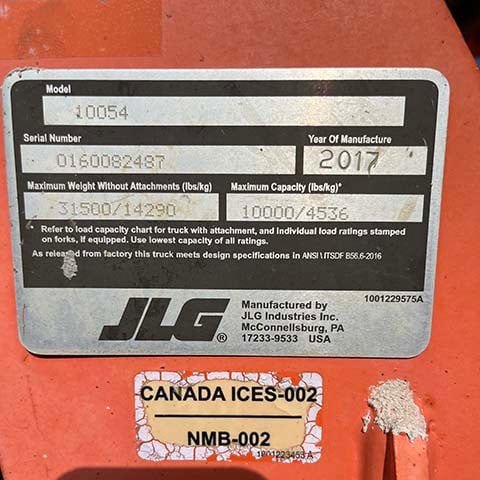 Model
10054
Serial Number
0160082487
Year Of Manufacture
2017
Maximum Weight Without Attachments (lbs/kg)
31500/14290
Maximum Capacity (lbs/kg)*
10000/4536
Refer to load capacity chart for truck with attachment, and individual load ratings stamped
on forks, if equipped. Use lowest capacity of all ratings.
As released from factory this truck meets design specifications in ANSI \ ITSDF B56.6-2016
JLG®
Manufactured by
JLG Industries Inc.
McConnellsburg, PA
17233-9533 USA
1001229575A
CANADA ICES-002
NMB-002
1001223453 A